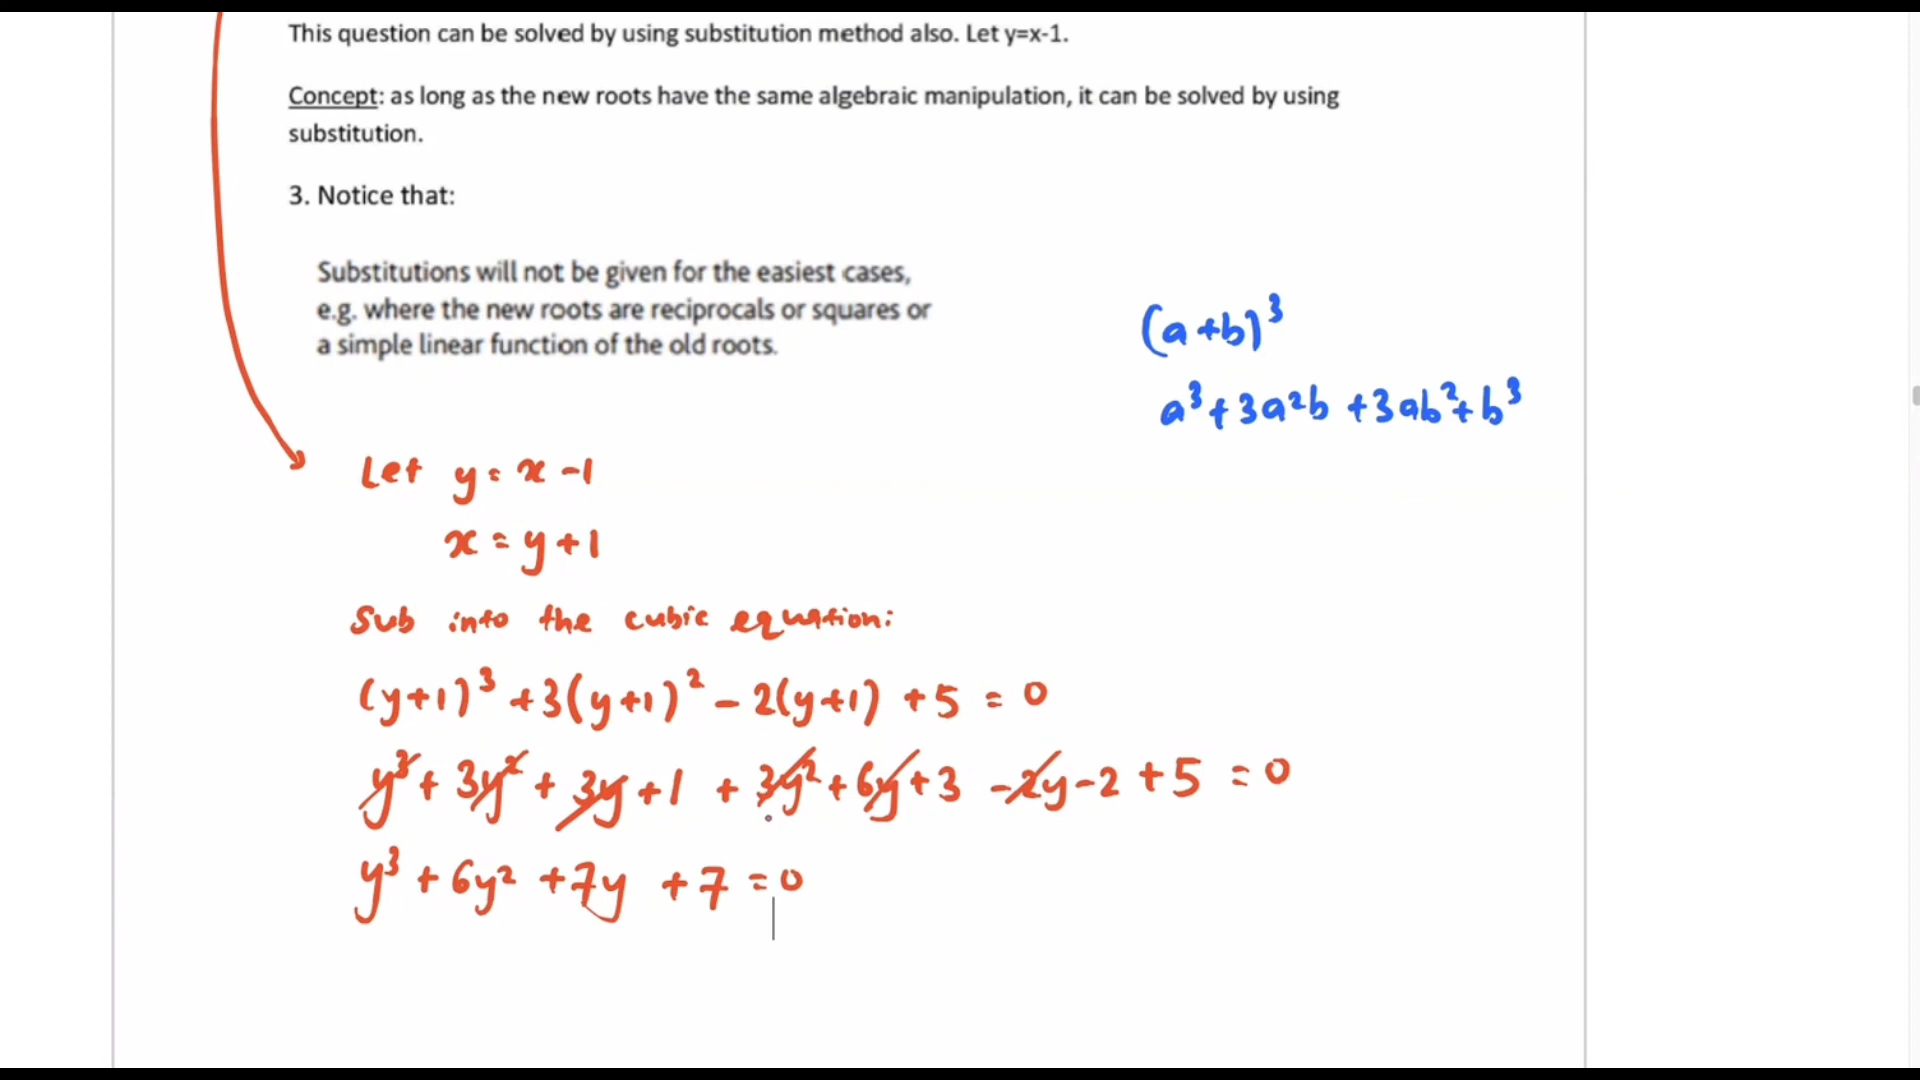 This question can be solved by using substitution method also. Let y=x-1.
Concept: as long as the new roots have the same algebraic manipulation, it can be solved by using
substitution.
3. Notice that:
Substitutions will not be given for the easiest cases,
e.g. where the new roots are reciprocals or squares or
a simple linear function of the old roots.
(a+b)³
a³+3a²b+3ab²+b³
Let y=x-1
x=y+1
Sub into the cubic equation:
(y+1)³+3(y+1)²-2(y+1)+5=0
y³+3y²+3y+1+3y²+6y+3-2y-2+5=0
y³+6y²+7y+7=0